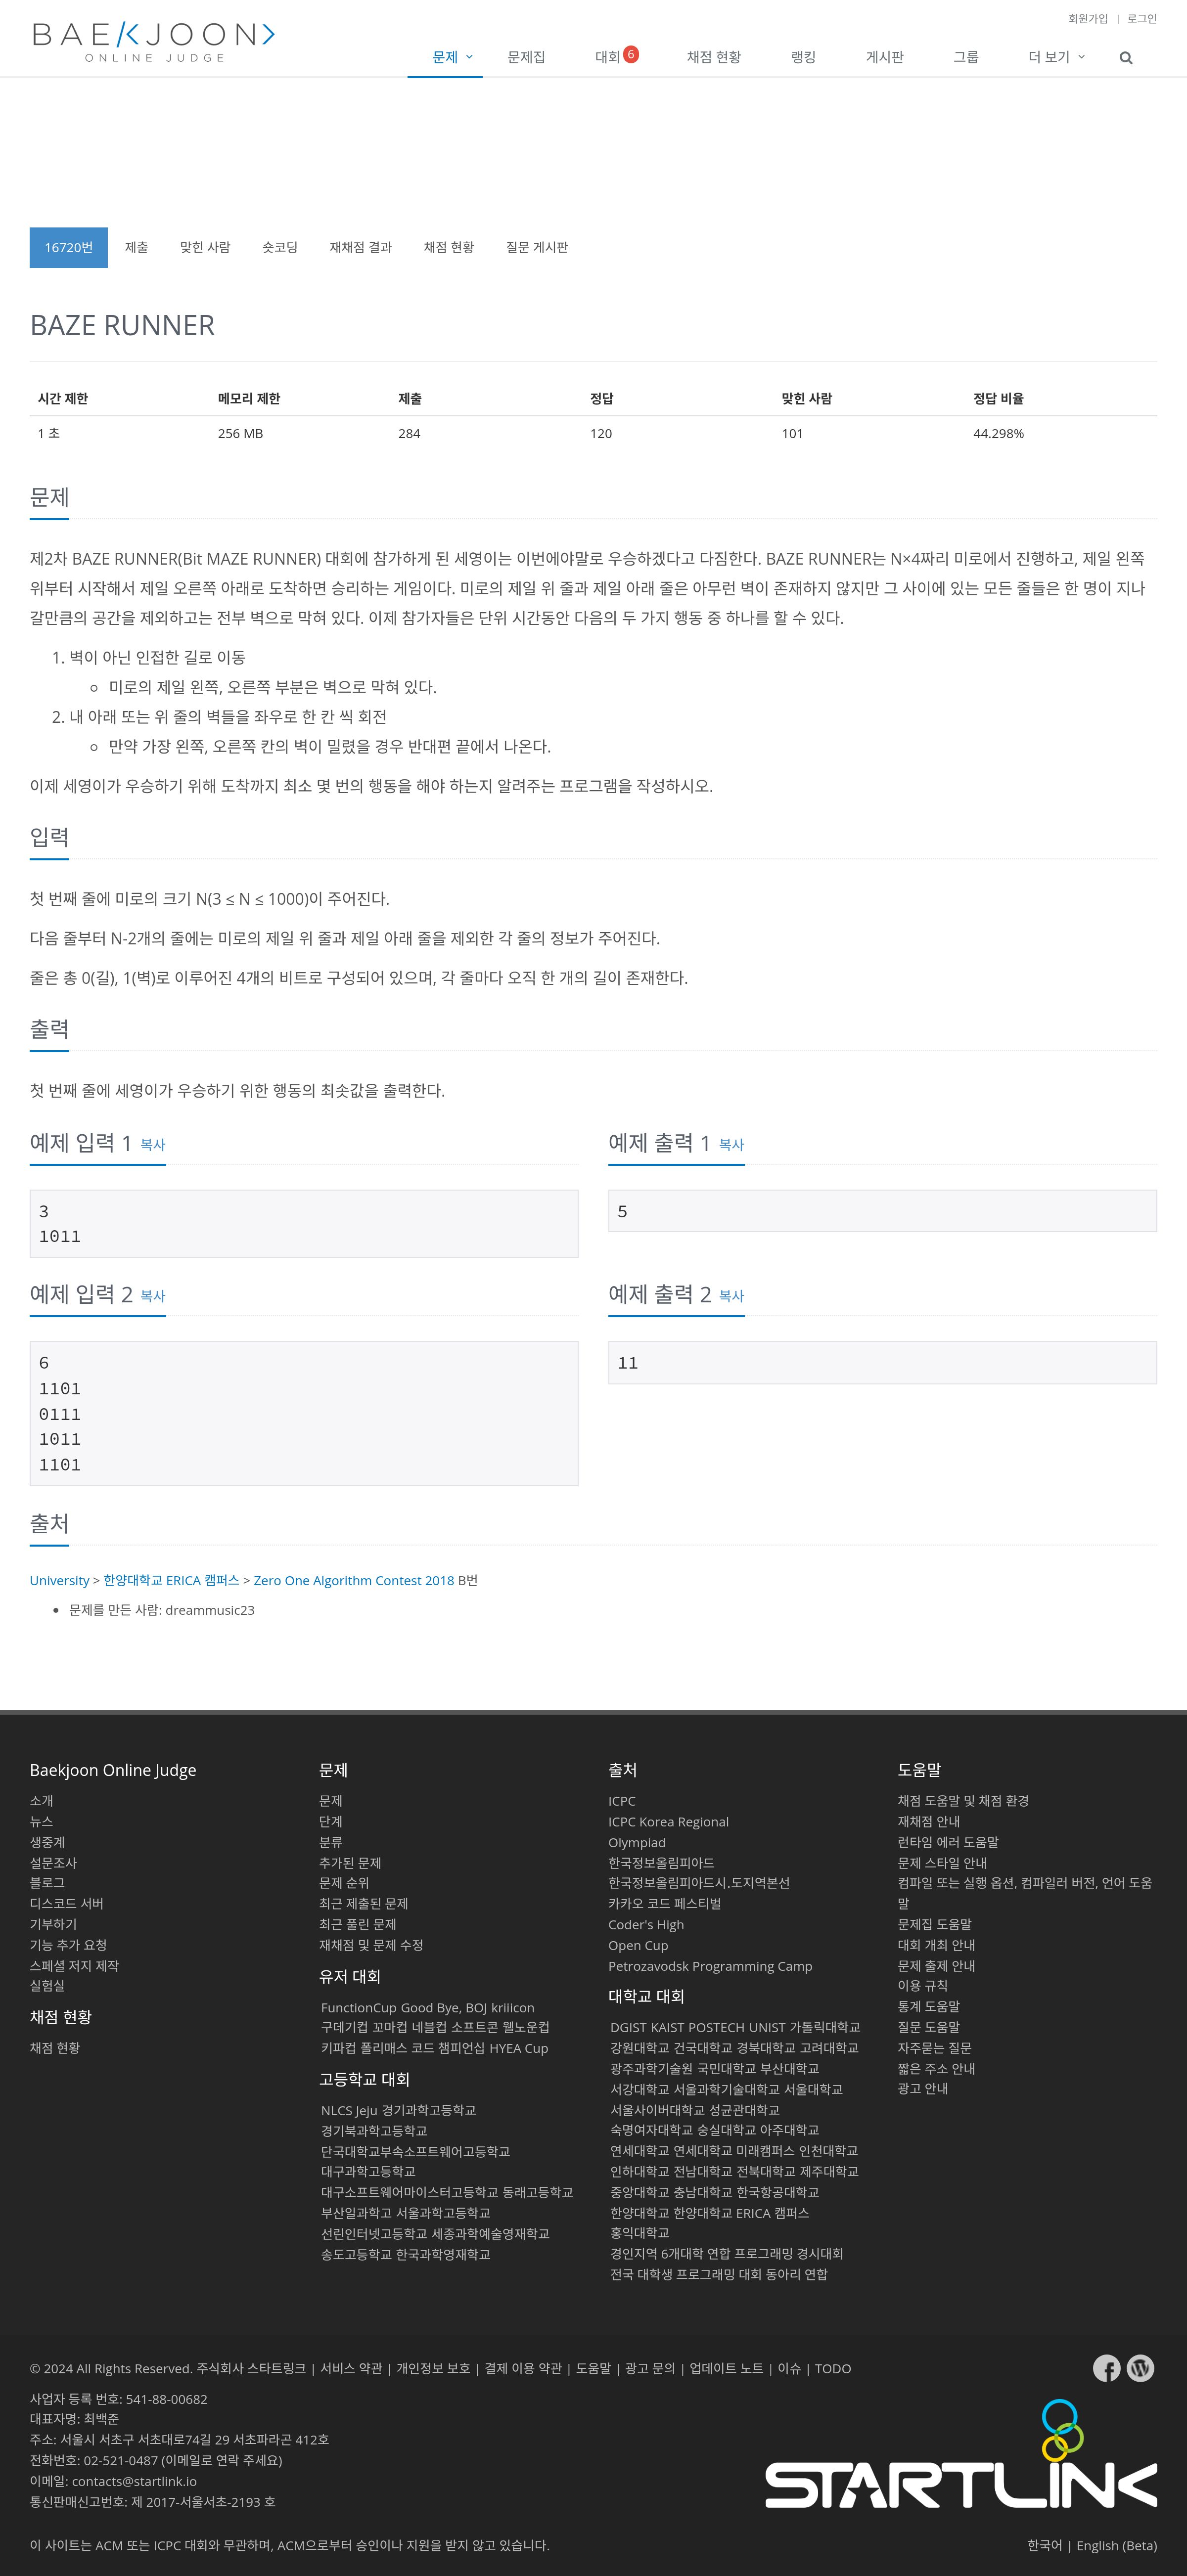 회원가입 | 로그인
BAEKJOON>
ONLINE JUDGE
문제 문제집 대회 6 채점 현황 랭킹 게시판 그룹 더 보기
16720번 제출 맞힌 사람 숏코딩 재채점 결과 채점 현황 질문 게시판
BAZE RUNNER
시간 제한 메모리 제한 제출 정답 맞힌 사람 정답 비율
1 초 256 MB 284 120 101 44.298%
문제
제2차 BAZE RUNNER(Bit MAZE RUNNER) 대회에 참가하게 된 세영이는 이번에야말로 우승하겠다고 다짐한다. BAZE RUNNER는 N×4짜리 미로에서 진행하고, 제일 왼쪽
위부터 시작해서 제일 오른쪽 아래로 도착하면 승리하는 게임이다. 미로의 제일 위 줄과 제일 아래 줄은 아무런 벽이 존재하지 않지만 그 사이에 있는 모든 줄들은 한 명이 지나
갈만큼의 공간을 제외하고는 전부 벽으로 막혀 있다. 이제 참가자들은 단위 시간동안 다음의 두 가지 행동 중 하나를 할 수 있다.
1. 벽이 아닌 인접한 길로 이동
○ 미로의 제일 왼쪽, 오른쪽 부분은 벽으로 막혀 있다.
2. 내 아래 또는 위 줄의 벽들을 좌우로 한 칸 씩 회전
○ 만약 가장 왼쪽, 오른쪽 칸의 벽이 밀렸을 경우 반대편 끝에서 나온다.
이제 세영이가 우승하기 위해 도착까지 최소 몇 번의 행동을 해야 하는지 알려주는 프로그램을 작성하시오.
입력
첫 번째 줄에 미로의 크기 N(3 ≤ N ≤ 1000)이 주어진다.
다음 줄부터 N-2개의 줄에는 미로의 제일 위 줄과 제일 아래 줄을 제외한 각 줄의 정보가 주어진다.
줄은 총 0(길), 1(벽)로 이루어진 4개의 비트로 구성되어 있으며, 각 줄마다 오직 한 개의 길이 존재한다.
출력
첫 번째 줄에 세영이가 우승하기 위한 행동의 최솟값을 출력한다.
예제 입력 1 복사
3
1011
예제 출력 1 복사
5
예제 입력 2 복사
6
1101
0111
1011
1101
예제 출력 2 복사
11
출처
University > 한양대학교 ERICA 캠퍼스 > Zero One Algorithm Contest 2018 B번
• 문제를 만든 사람: dreammusic23
Baekjoon Online Judge
소개
뉴스
생중계
설문조사
블로그
디스코드 서버
기부하기
기능 추가 요청
스페셜 저지 제작
실험실
채점 현황
채점 현황
문제
문제
단계
분류
추가된 문제
문제 순위
최근 제출된 문제
최근 풀린 문제
재채점 및 문제 수정
유저 대회
FunctionCup Good Bye, BOJ kriiicon
구데기컵 꼬마컵 네블컵 소프트콘 웰노운컵
키파컵 폴리매스 코드 챔피언십 HYEA Cup
고등학교 대회
NLCS Jeju 경기과학고등학교
경기북과학고등학교
단국대학교부속소프트웨어고등학교
대구과학고등학교
대구소프트웨어마이스터고등학교 동래고등학교
부산일과학고 서울과학고등학교
선린인터넷고등학교 세종과학예술영재학교
송도고등학교 한국과학영재학교
출처
ICPC
ICPC Korea Regional
Olympiad
한국정보올림피아드
한국정보올림피아드시.도지역본선
카카오 코드 페스티벌
Coder's High
Open Cup
Petrozavodsk Programming Camp
대학교 대회
DGIST KAIST POSTECH UNIST 가톨릭대학교
강원대학교 건국대학교 경북대학교 고려대학교
광주과학기술원 국민대학교 부산대학교
서강대학교 서울과학기술대학교 서울대학교
서울사이버대학교 성균관대학교
숙명여자대학교 숭실대학교 아주대학교
연세대학교 연세대학교 미래캠퍼스 인천대학교
인하대학교 전남대학교 전북대학교 제주대학교
중앙대학교 충남대학교 한국항공대학교
한양대학교 한양대학교 ERICA 캠퍼스
홍익대학교
경인지역 6개대학 연합 프로그래밍 경시대회
전국 대학생 프로그래밍 대회 동아리 연합
도움말
채점 도움말 및 채점 환경
재채점 안내
런타임 에러 도움말
문제 스타일 안내
컴파일 또는 실행 옵션, 컴파일러 버전, 언어 도움
말
문제집 도움말
대회 개최 안내
문제 출제 안내
이용 규칙
통계 도움말
질문 도움말
자주묻는 질문
짧은 주소 안내
광고 안내
© 2024 All Rights Reserved. 주식회사 스타트링크 | 서비스 약관 | 개인정보 보호 | 결제 이용 약관 | 도움말 | 광고 문의 | 업데이트 노트 | 이슈 | TODO
사업자 등록 번호: 541-88-00682
대표자명: 최백준
주소: 서울시 서초구 서초대로74길 29 서초파라곤 412호
전화번호: 02-521-0487 (이메일로 연락 주세요)
이메일: contacts@startlink.io
통신판매신고번호: 제 2017-서울서초-2193 호
STARTLINK
이 사이트는 ACM 또는 ICPC 대회와 무관하며, ACM으로부터 승인이나 지원을 받지 않고 있습니다.
한국어 | English (Beta)